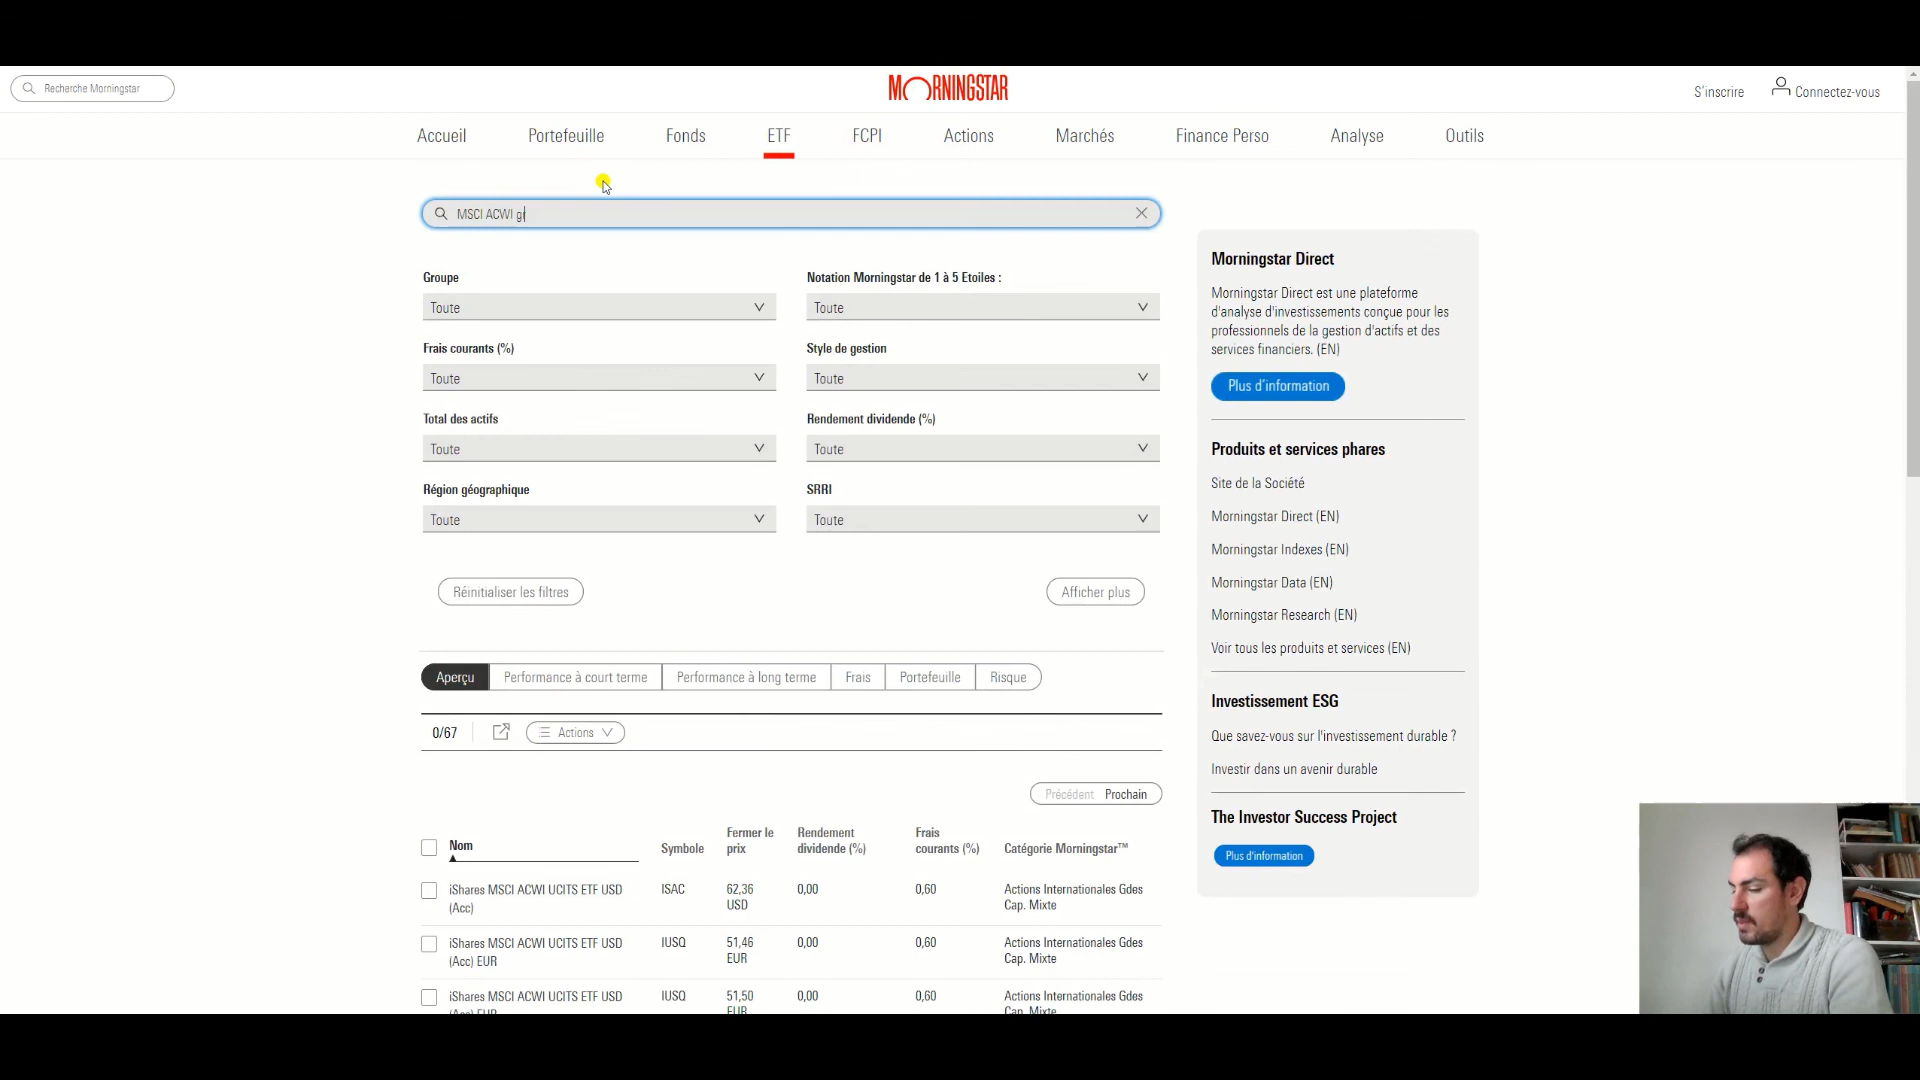 Recherche Morningstar
MORNINGSTAR
S'inscrire
Connectez-vous
Accueil
Portefeuille
Fonds
ETF
FCPI
Actions
Marchés
Finance Perso
Analyse
Outils
MSCI ACWI gr
Groupe
Toute
Notation Morningstar de 1 à 5 Etoiles :
Toute
Frais courants (%)
Toute
Style de gestion
Toute
Total des actifs
Toute
Rendement dividende (%)
Toute
Région géographique
Toute
SRRI
Toute
Réinitialiser les filtres
Afficher plus
Aperçu
Performance à court terme
Performance à long terme
Frais
Portefeuille
Risque
0/67
Actions
Précédent Prochain
Nom
Symbole
Fermer le
prix
Rendement
dividende (%)
Frais
courants (%)
Catégorie Morningstar™
iShares MSCI ACWI UCITS ETF USD
(Acc)
ISAC
62,36
USD
0,00
0,60
Actions Internationales Gdes
Cap. Mixte
iShares MSCI ACWI UCITS ETF USD
(Acc) EUR
IUSQ
51,46
EUR
0,00
0,60
Actions Internationales Gdes
Cap. Mixte
iShares MSCI ACWI UCITS ETF USD
(Acc) EUR
IUSQ
51,50
EUR
0,00
0,60
Actions Internationales Gdes
Cap. Mixte
Morningstar Direct
Morningstar Direct est une plateforme
d'analyse d'investissements conçue pour les
professionnels de la gestion d'actifs et des
services financiers. (EN)
Plus d'information
Produits et services phares
Site de la Société
Morningstar Direct (EN)
Morningstar Indexes (EN)
Morningstar Data (EN)
Morningstar Research (EN)
Voir tous les produits et services (EN)
Investissement ESG
Que savez-vous sur l'investissement durable ?
Investir dans un avenir durable
The Investor Success Project
Plus d'information